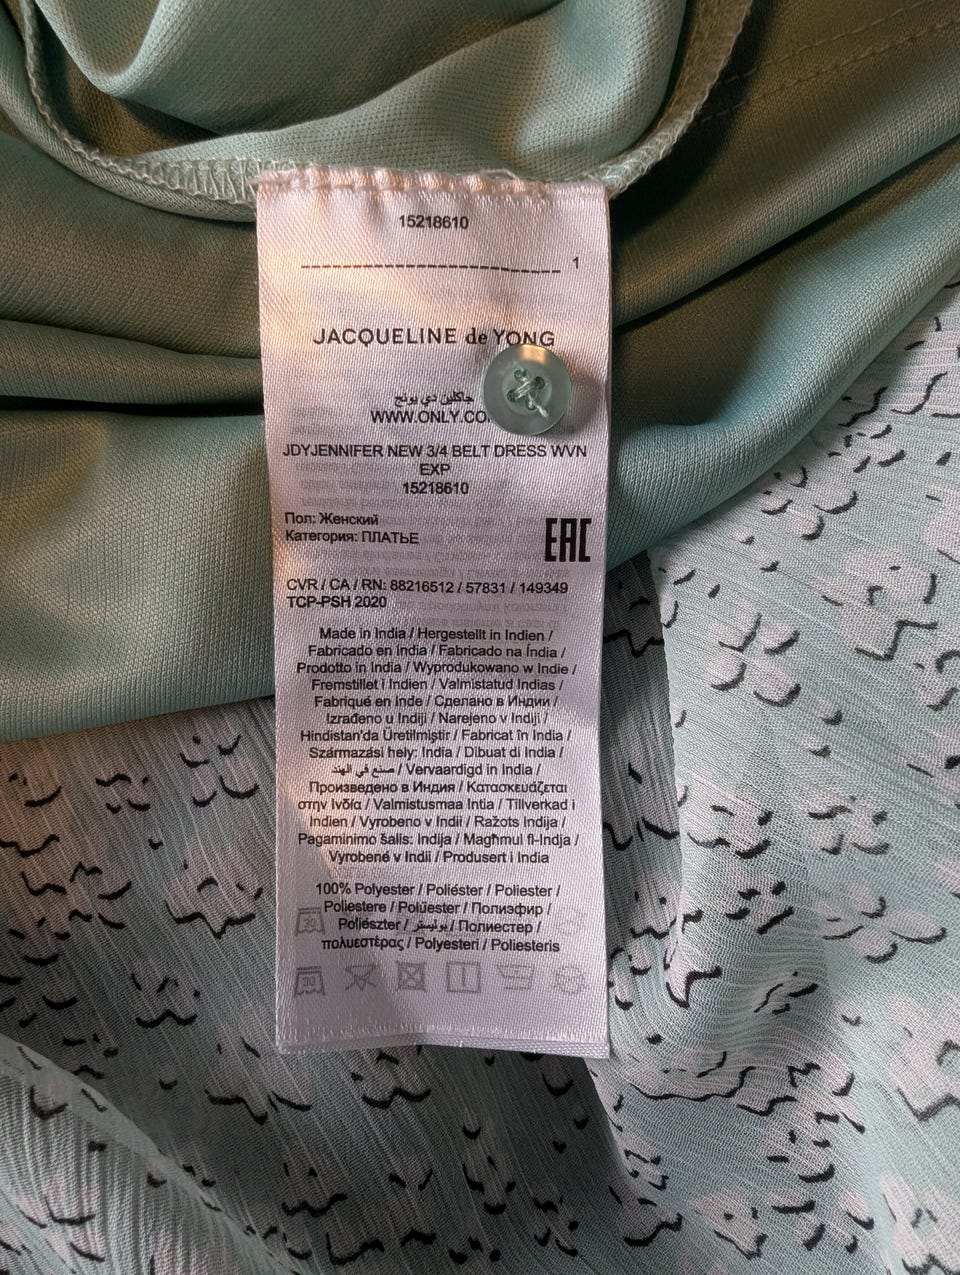 15218610
1
JACQUELINE de YONG
جاكلين دي يونج
WWW.ONLY.CO
JDYJENNIFER NEW 3/4 BELT DRESS WVN
EXP
15218610
Пол: Женский
Категория: ПЛАТЬЕ
EAC
CVR / CA / RN: 88216512 / 57831 / 149349
TCP-PSH 2020
Made in India / Hergestellt in Indien /
Fabricado en India / Fabricado na Índia /
Prodotto in India / Wyprodukowano w Indie /
Fremstillet i Indien / Valmistatud Indias /
Fabriqué en Inde / Сделано в Индии /
Izrađeno u Indiji / Narejeno v Indiji /
Hindistan'da Üretilmiştir / Fabricat în India /
Származási hely: India / Dibuat di India /
صنع في الهند / Vervaardigd in India /
Произведено в Индия / Κατασκευάζεται
στην Ινδία / Valmistusmaa Intia / Tillverkad i
Indien / Vyrobeno v Indii / Ražots Indija /
Pagaminimo šalis: Indija / Magħmul fl-Indja /
Vyrobené v Indii / Produsert i India
100% Polyester / Poliéster / Poliester /
Poliestere / Polüester / Полиэфир /
Poliészter / بوليستر / Полиестер /
πολυεστέρας / Polyesteri / Poliesteris
30